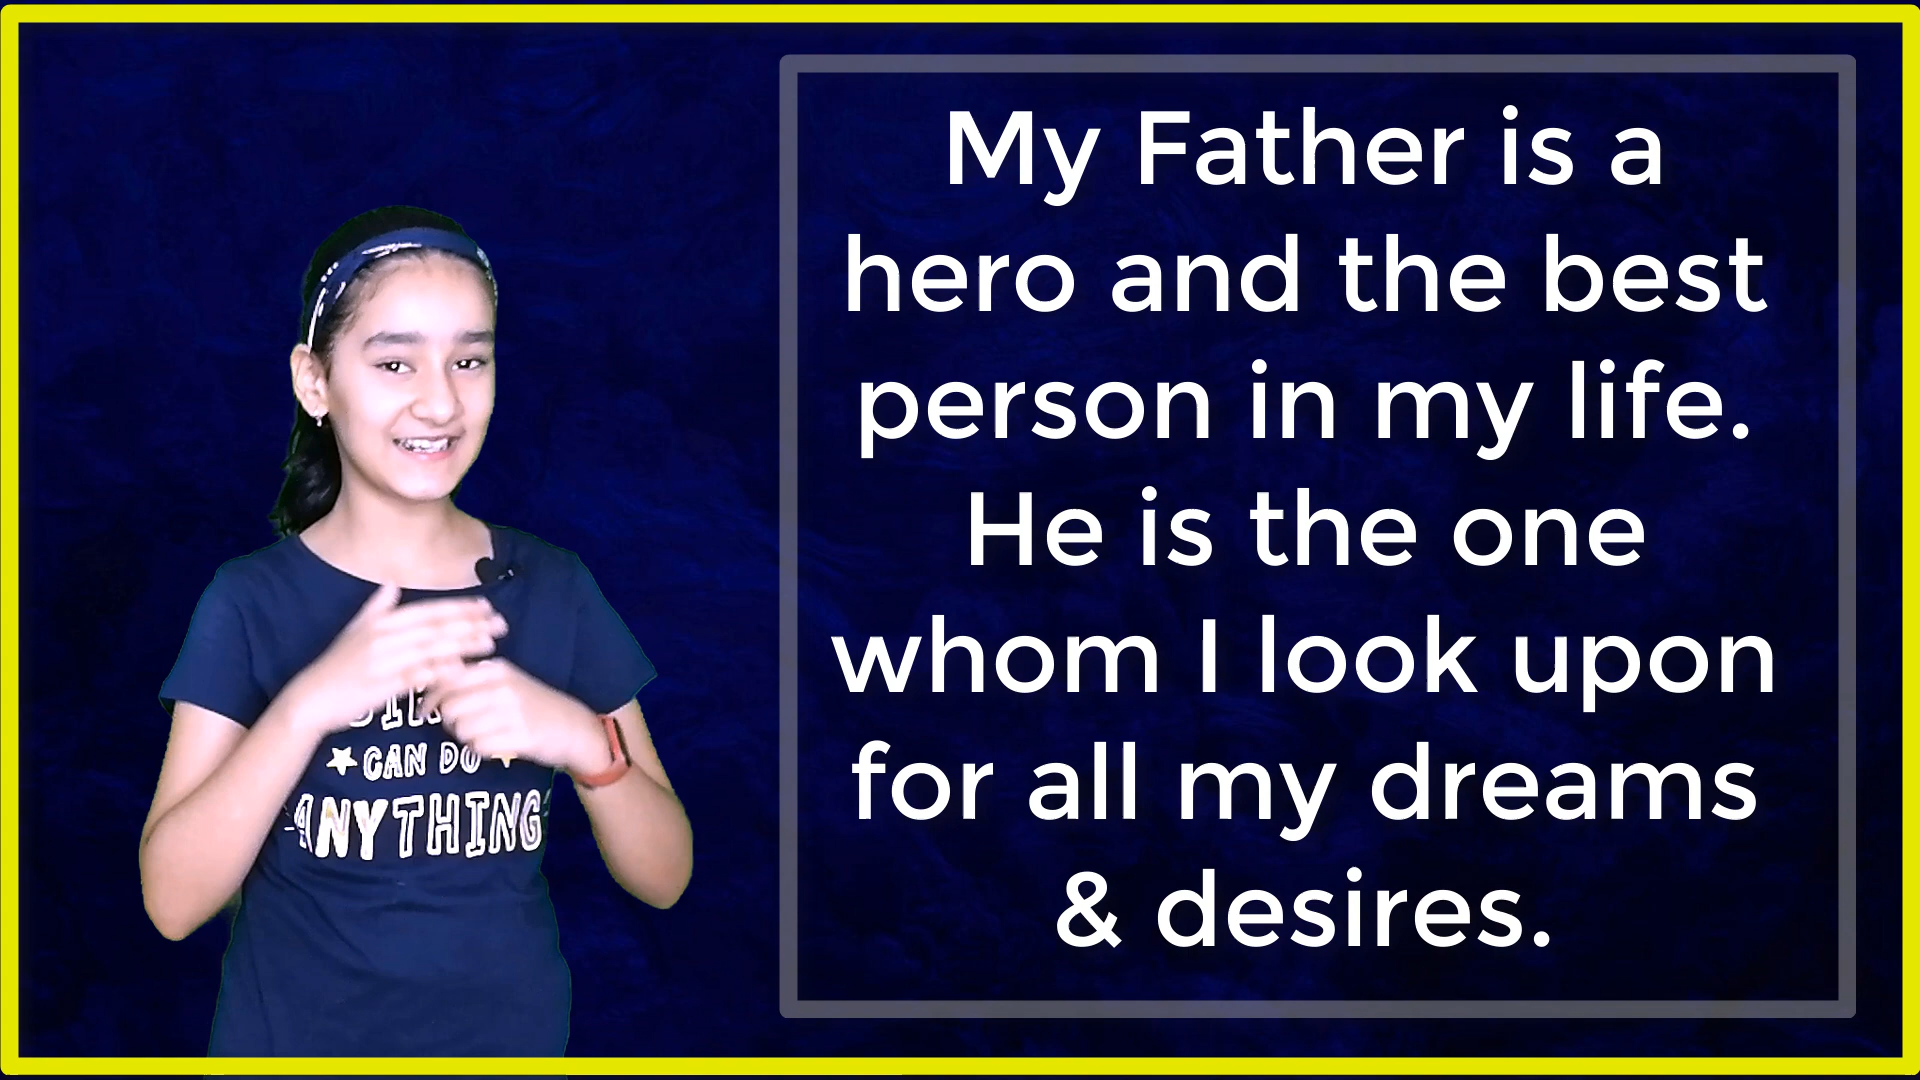 My Father is a
hero and the best
person in my life.
He is the one
whom I look upon
for all my dreams
& desires.
CAN DO
ANYTHING